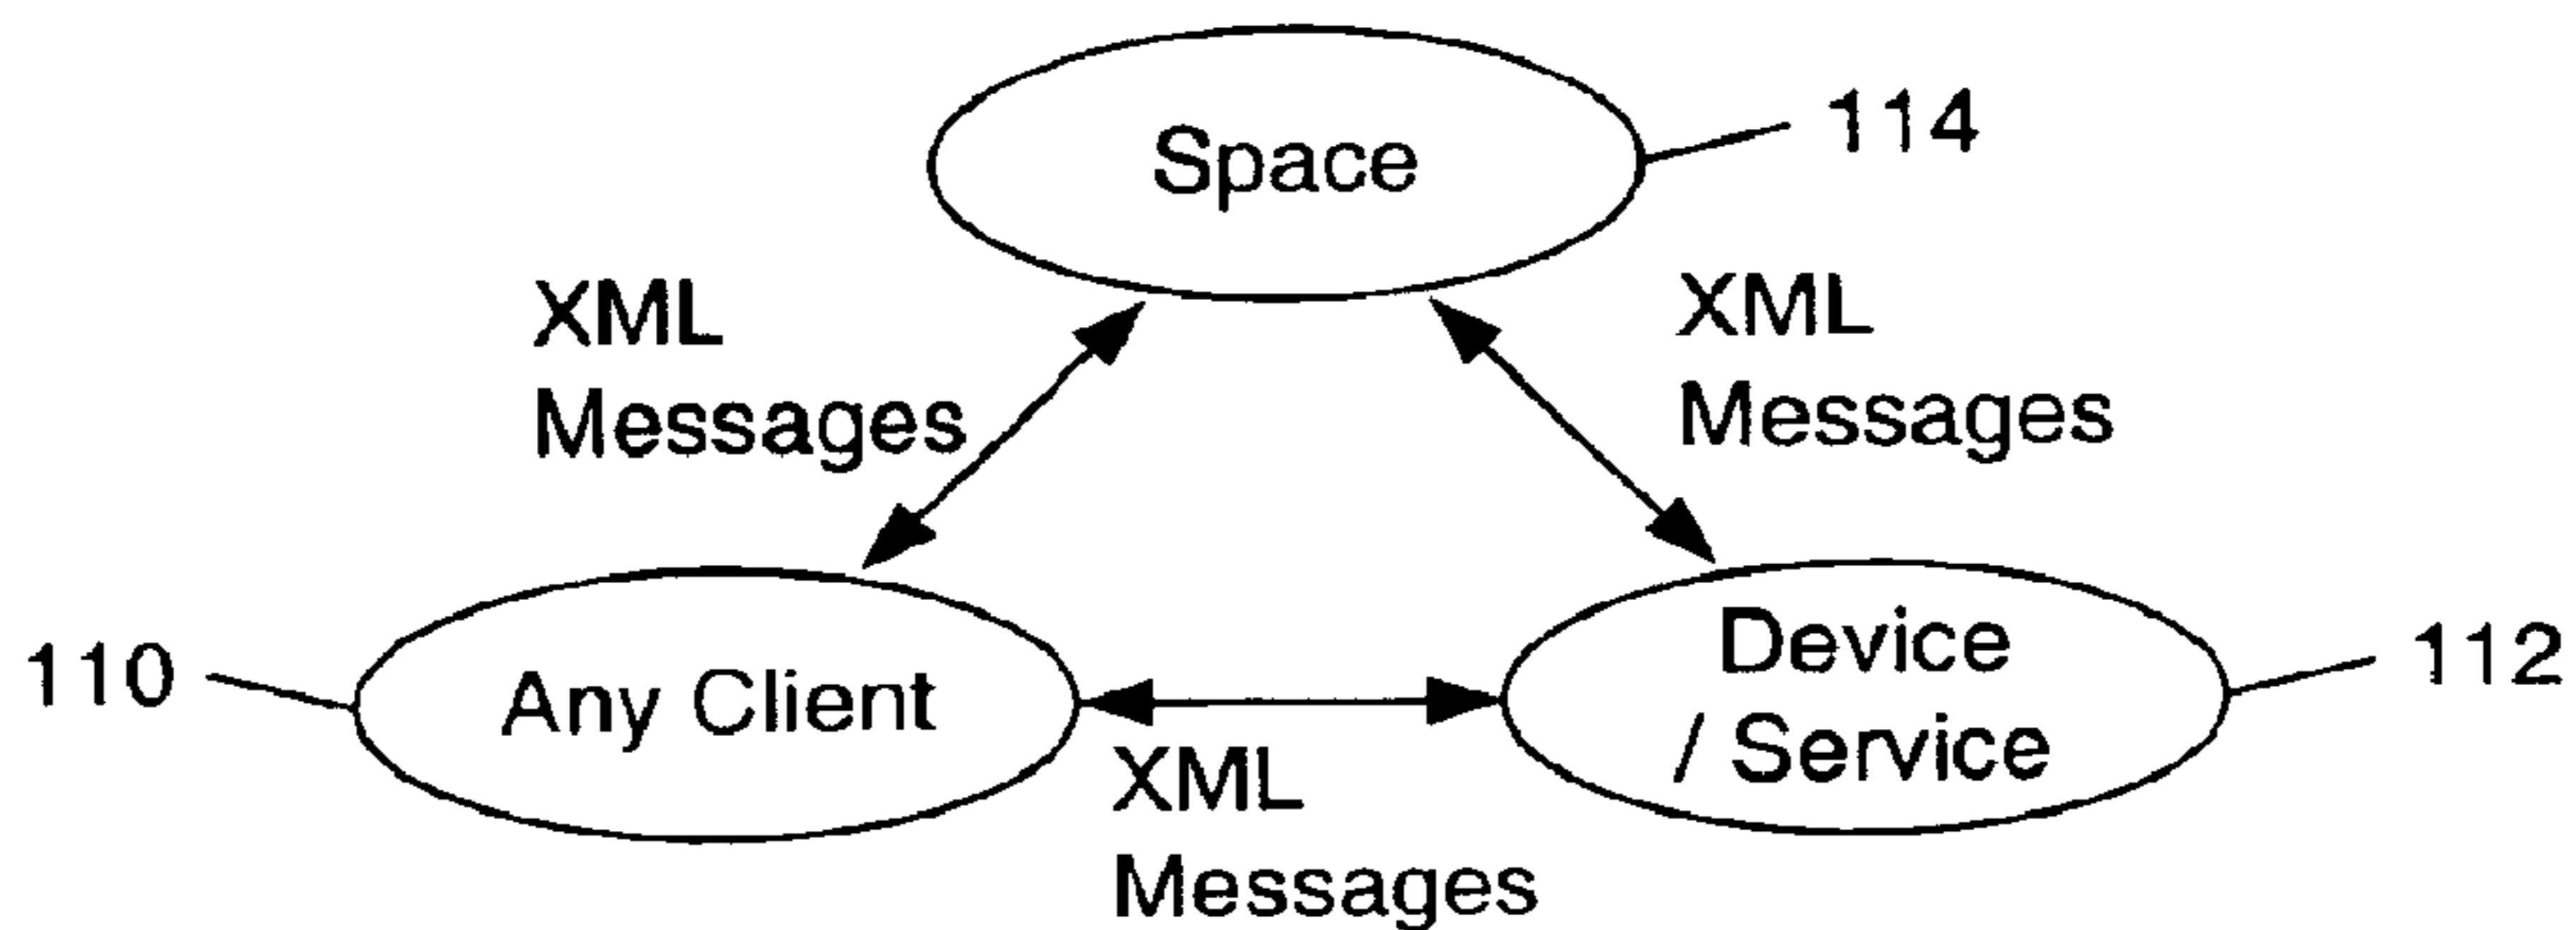 Space
114
XML
Messages
XML
Messages
110
Any Client
Device
/ Service
112
XML
Messages